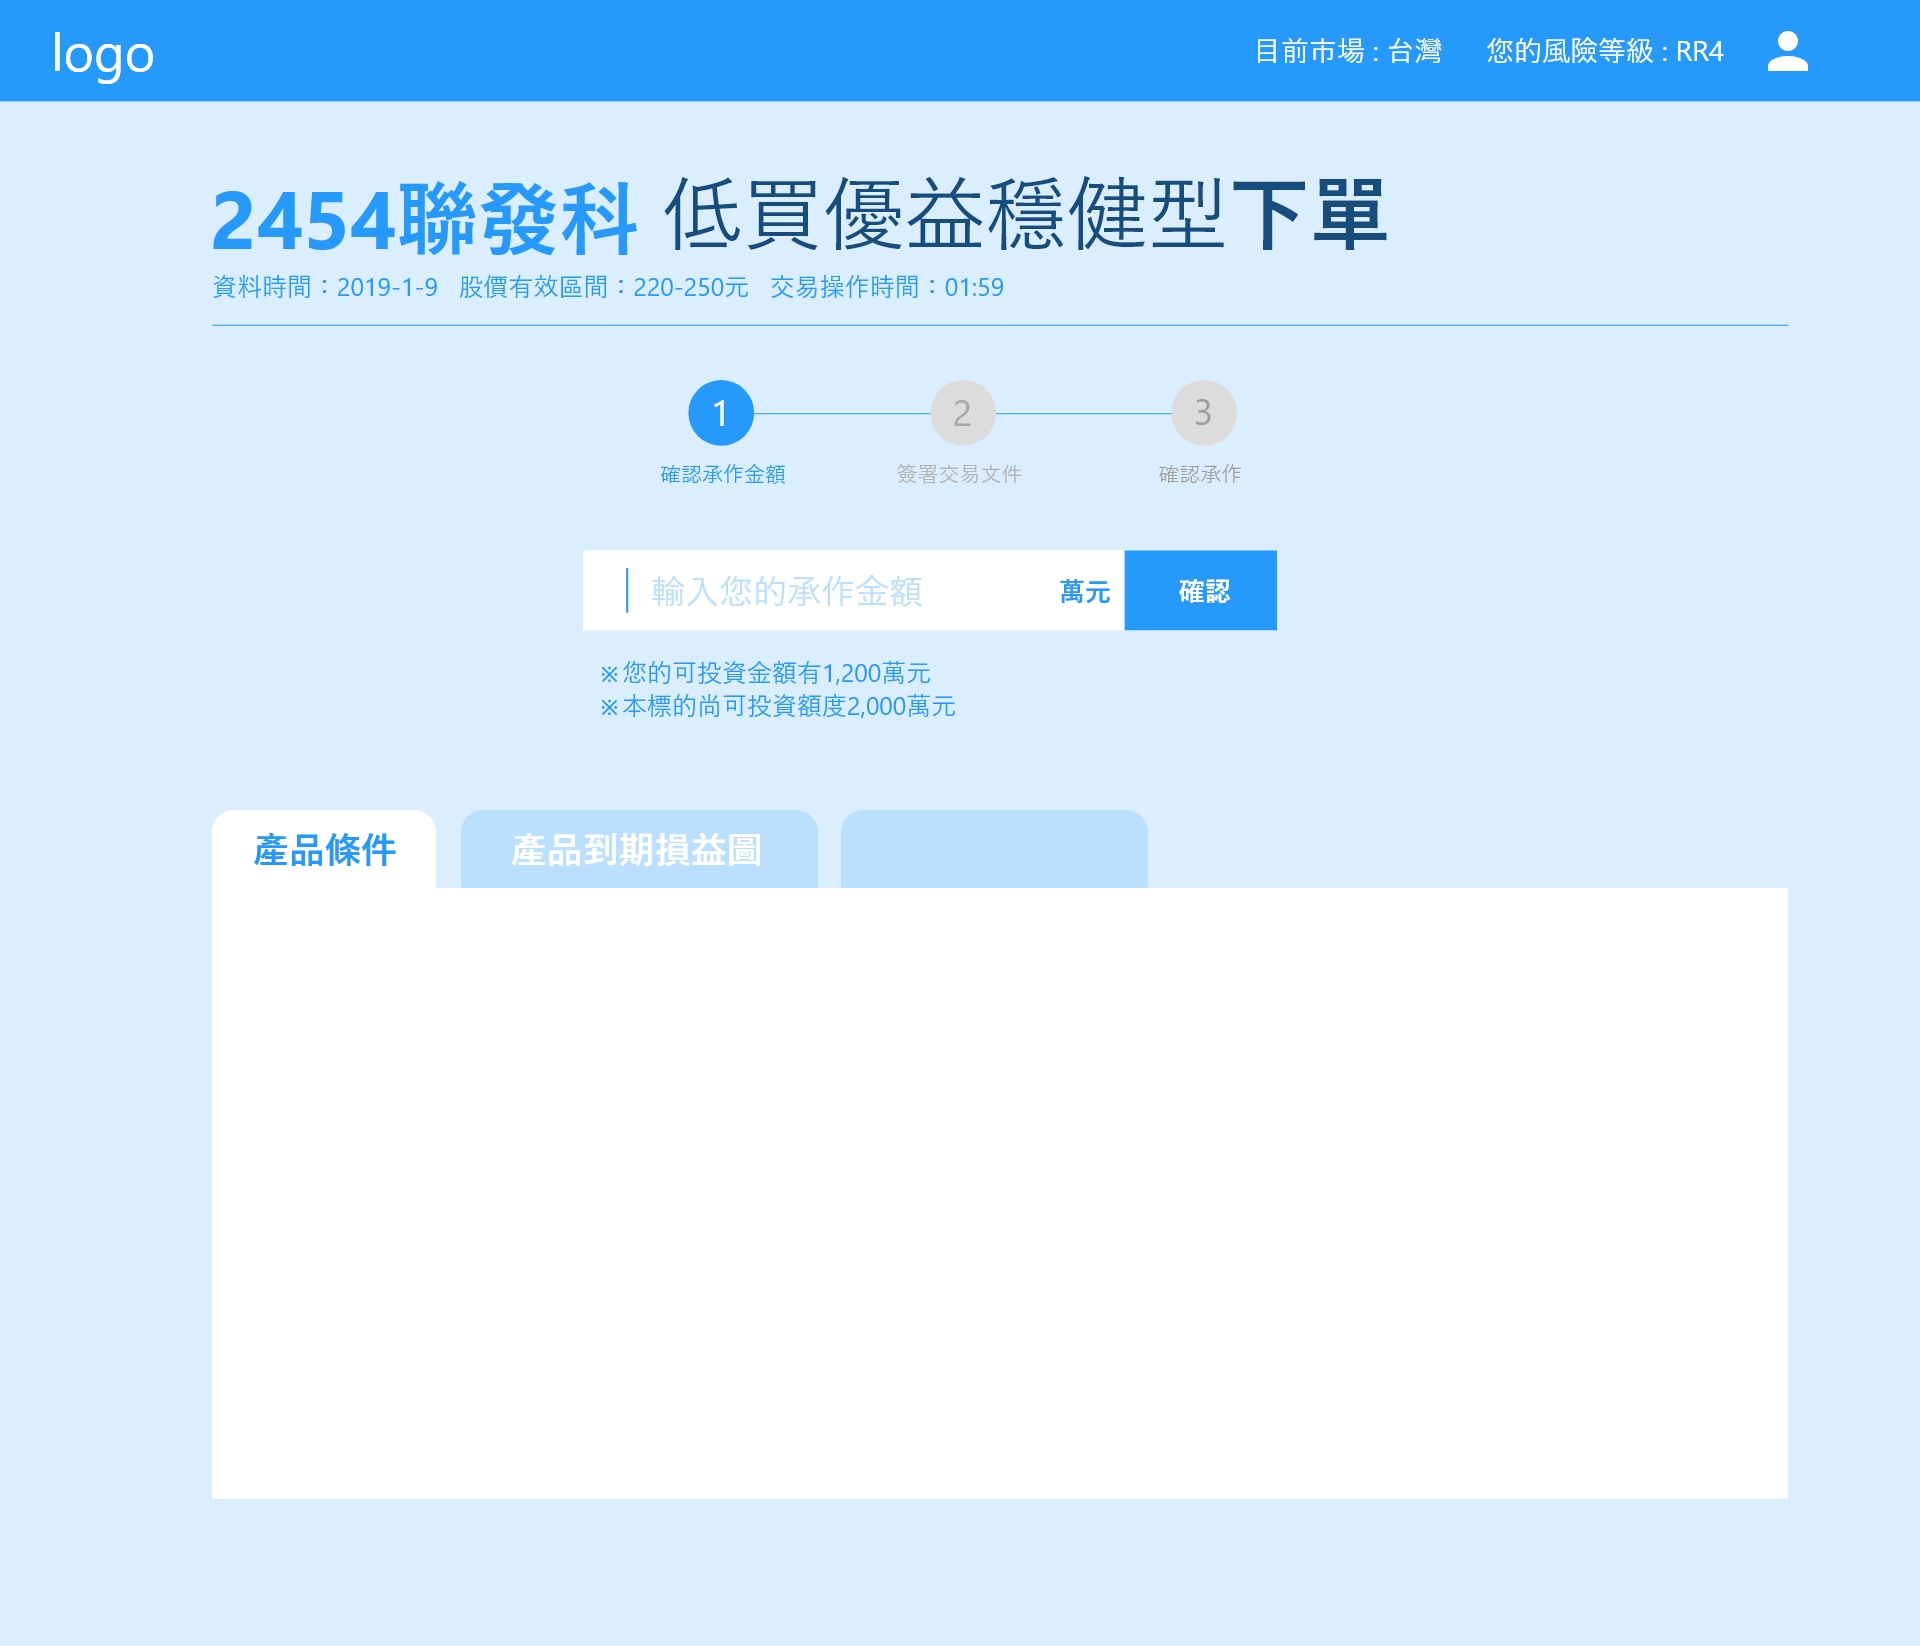 logo
目前市場 : 台灣 您的風險等級 : RR4
2454聯發科 低買優益穩健型下單
資料時間：2019-1-9 股價有效區間：220-250元 交易操作時間：01:59
1 2 3
確認承作金額 簽署交易文件 確認承作
輸入您的承作金額 萬元 確認
※您的可投資金額有1,200萬元
※本標的尚可投資額度2,000萬元
產品條件 產品到期損益圖